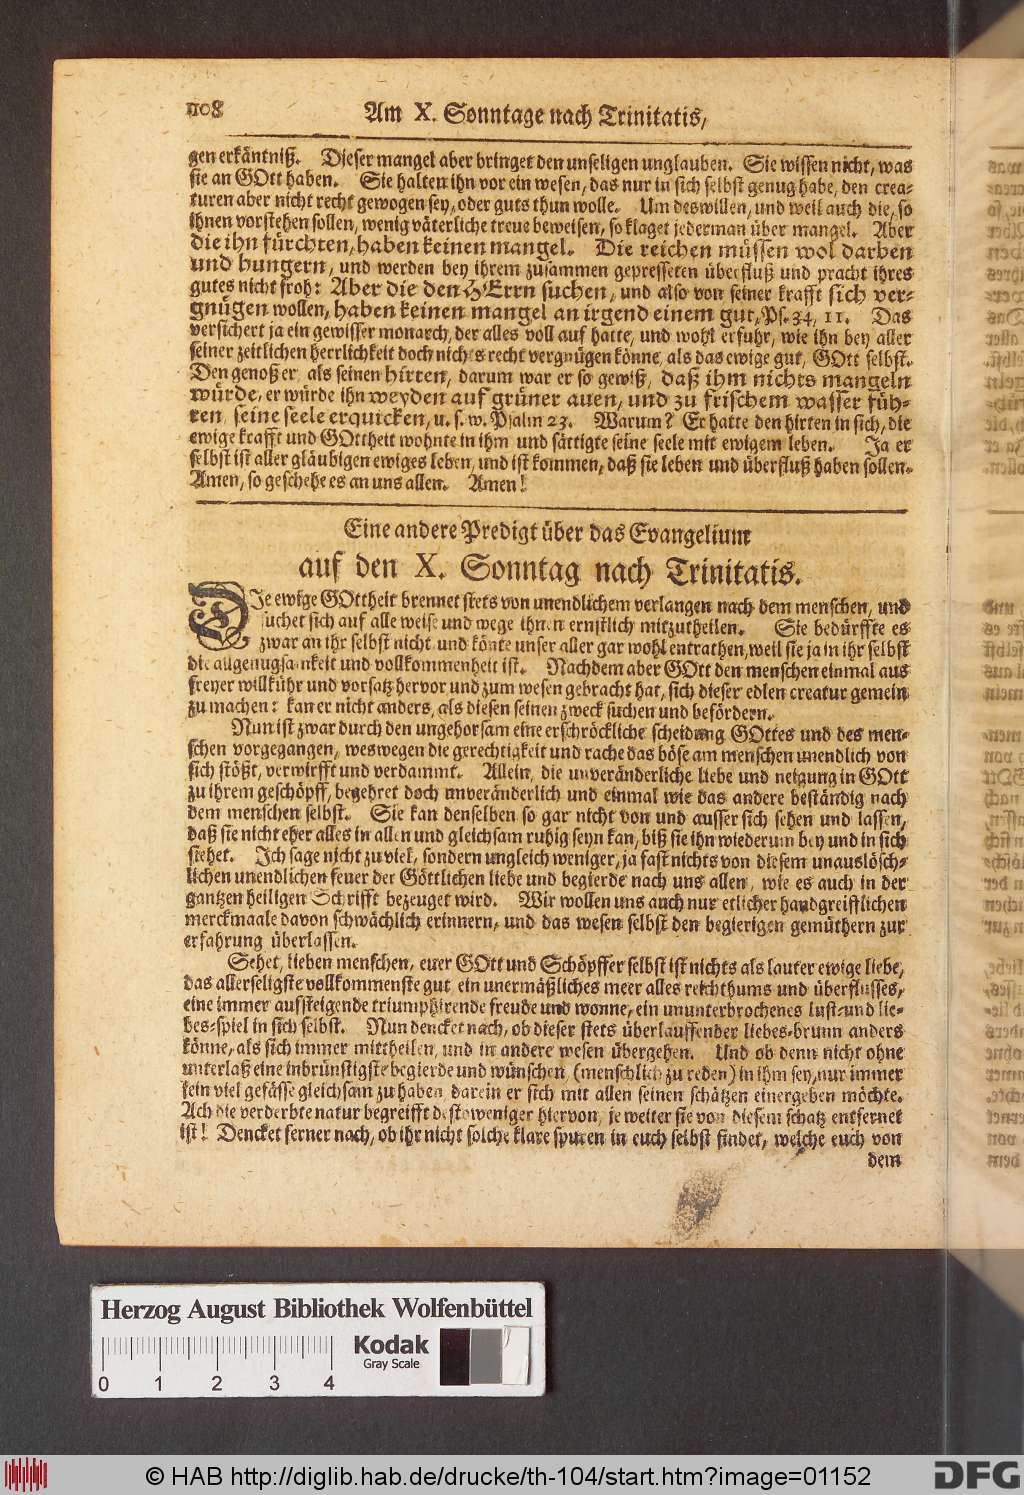 1108 Am X. Sonntage nach Trinitatis,
gen erkäntniß. Dieser mangel aber bringet den unseligen unglauben. Sie wissen nicht, was
sie an GOtt haben. Sie halten ihn vor ein wesen, das nur in sich selbst genug habe, den crea-
turen aber nicht recht gewogen sey, oder guts thun wolle. Um deswillen, und weil auch die, so
ihnen vorstehen sollen, wenig väterliche treue beweisen, so klaget jederman über mangel. Aber
die ihn fürchten, haben keinen mangel. Die reichen müssen wol darben
und hungern, und werden bey ihrem zusammen gepresseten überfluß und pracht ihres
gutes nicht froh: Aber die den HErrn suchen, und also von seiner krafft sich ver-
gnügen wollen, haben keinen mangel an irgend einem gut, Ps. 34, 11. Das
versichert ja ein gewisser monarch, der alles voll auf hatte, und wohl erfuhr, wie ihn bey aller
seiner zeitlichen herrlichkeit doch nichts recht vergnügen könne, als das ewige gut, GOtt selbst.
Den genoß er, als seinen hirten, darum war er so gewiß, daß ihm nichts mangeln
würde, er würde ihn weyden auf grüner auen, und zu frischem wasser füh-
ren, seine seele erquicken, u. s. w. Psalm 23. Warum? Er hatte den hirten in sich, die
ewige krafft und GOttheit wohnte in ihm und sättigte seine seele mit ewigem leben. Ja er
selbst ist aller gläubigen ewiges leben, und ist kommen, daß sie leben und überfluß haben sollen.
Amen, so geschehe es an uns allen. Amen!
Eine andere Predigt über das Evangelium
auf den X. Sonntag nach Trinitatis.
DIe ewige GOttheit brennet stets von unendlichem verlangen nach dem menschen, und
suchet sich auf alle weise und wege ihnen ernstlich mitzutheilen. Sie bedürffte es
zwar an ihr selbst nicht, und könte unser aller gar wohl entrathen, weil sie ja in ihr selbst
die allgenugsamkeit und vollkommenheit ist. Nachdem aber GOtt den menschen einmal aus
freyer willkühr und vorsatz hervor und zum wesen gebracht hat, sich dieser edlen creatur gemein
zu machen: kan er nicht anders, als diesen seinen zweck suchen und befördern.
Nun ist zwar durch den ungehorsam eine erschröckliche scheidung GOttes und des men-
schen vorgegangen, weswegen die gerechtigkeit und rache das böse am menschen unendlich von
sich stößt, verwirfft und verdammt. Allein, die unveränderliche liebe und neigung in GOtt
zu ihrem geschöpff, begehret doch unveränderlich und einmal wie das andere beständig nach
dem menschen selbst. Sie kan denselben so gar nicht von und ausser sich sehen und lassen,
daß sie nicht eher alles in allen und gleichsam ruhig seyn kan, biß sie ihn wiederum bey und in sich
siehet. Ich sage nicht zu viel, sondern ungleich weniger, ja fast nichts von diesem unauslösch-
lichen unendlichen feuer der Göttlichen liebe und begierde nach uns allen, wie es auch in der
gantzen heiligen Schrifft bezeuget wird. Wir wollen uns auch nur etlicher handgreifflichen
merckmaale davon schwächlich erinnern, und das wesen selbst den begierigen gemüthern zur
erfahrung überlassen.
Sehet, lieben menschen, euer GOtt und Schöpffer selbst ist nichts als lauter ewige liebe,
das allerseligste vollkommenste gut, ein unermäßliches meer alles reichthums und überflusses,
eine immer aufsteigende triumphirende freude und wonne, ein ununterbrochenes lust- und lie-
bes-spiel in sich selbst. Nun dencket nach, ob dieser stets überlauffender liebes-brunn anders
könne, als sich immer mittheilen, und in andere wesen übergehen. Und ob denn nicht ohne
unterlaß eine inbrünstigste begierde und wünschen, (menschlich zu reden) in ihm sey, nur immer
sein viel gefässe gleichsam zu haben, darein er sich mit allen seinen schätzen einergeben möchte.
Ach die verderbte natur begreifft desto weniger hiervon, je weiter sie von diesem schatz entfernet
ist! Dencket ferner nach, ob ihr nicht solche klare spuren in euch selbst findet, welche euch von
dem
Herzog August Bibliothek Wolfenbüttel
Kodak
Gray Scale
0 1 2 3 4
© HAB http://diglib.hab.de/drucke/th-104/start.htm?image=01152
DFG